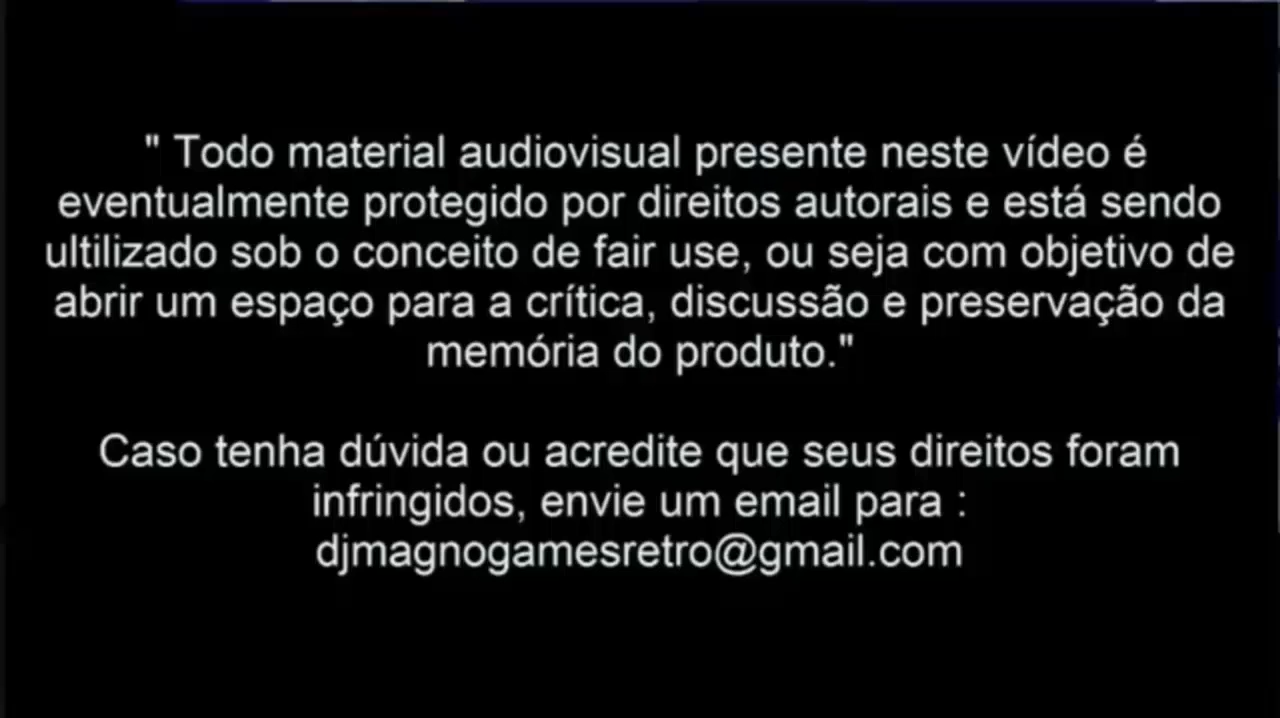 " Todo material audiovisual presente neste vídeo é
eventualmente protegido por direitos autorais e está sendo
ultilizado sob o conceito de fair use, ou seja com objetivo de
abrir um espaço para a crítica, discussão e preservação da
memória do produto."
Caso tenha dúvida ou acredite que seus direitos foram
infringidos, envie um email para :
djmagnogamesretro@gmail.com